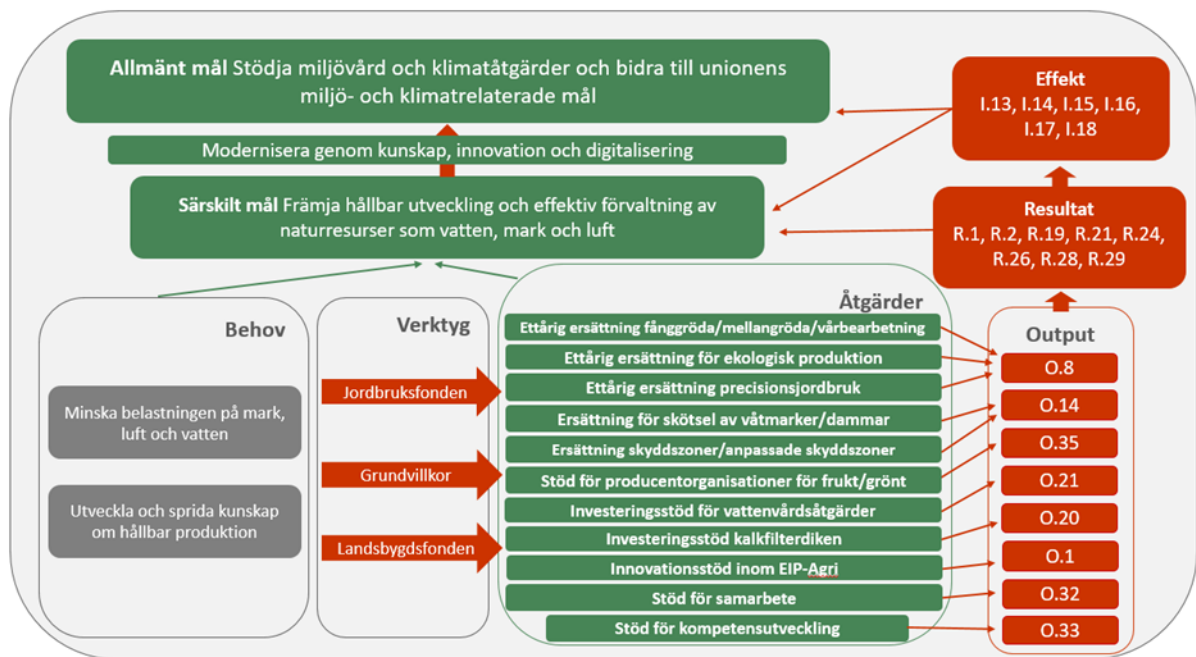 Allmänt mål Stödja miljövård och klimatåtgärder och bidra till unionens
miljö- och klimatrelaterade mål
Modernisera genom kunskap, innovation och digitalisering
Särskilt mål Främja hållbar utveckling och effektiv förvaltning av
naturresurser som vatten, mark och luft
Effekt
I.13, I.14, I.15, I.16,
I.17, I.18
Resultat
R.1, R.2, R.19, R.21, R.24,
R.26, R.28, R.29
Behov
Minska belastningen på mark,
luft och vatten
Utveckla och sprida kunskap
om hållbar produktion
Verktyg
Jordbruksfonden
Grundvillkor
Landsbygdsfonden
Åtgärder
Ettårig ersättning fånggröda/mellangröda/vårbearbetning
Ettårig ersättning för ekologisk produktion
Ettårig ersättning precisionsjordbruk
Ersättning för skötsel av våtmarker/dammar
Ersättning skyddszoner/anpassade skyddszoner
Stöd för producentorganisationer för frukt/grönt
Investeringsstöd för vattenvårdsåtgärder
Investeringsstöd kalkfilterdiken
Innovationsstöd inom EIP-Agri
Stöd för samarbete
Stöd för kompetensutveckling
Output
O.8
O.14
O.35
O.21
O.20
O.1
O.32
O.33